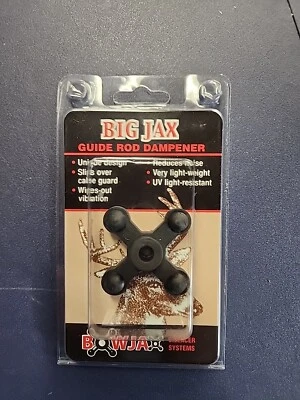 BIG JAX
GUIDE ROD DAMPENER
• Unique design
• Slips over
cable guard
• Wipes-out
vibration
• Reduces noise
• Very light-weight
• UV light-resistant
BOWJAX
SILENCER
SYSTEMS